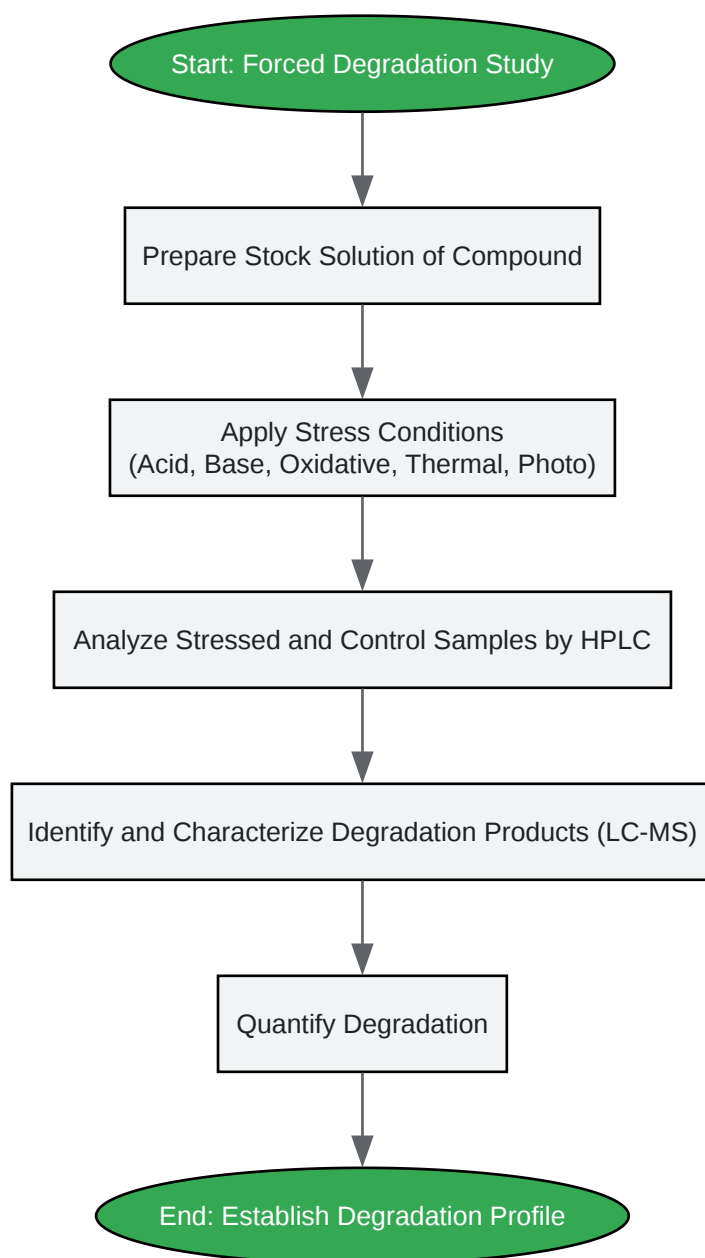 Start: Forced Degradation Study
Prepare Stock Solution of Compound
Apply Stress Conditions
(Acid, Base, Oxidative, Thermal, Photo)
Analyze Stressed and Control Samples by HPLC
Identify and Characterize Degradation Products (LC-MS)
Quantify Degradation
End: Establish Degradation Profile